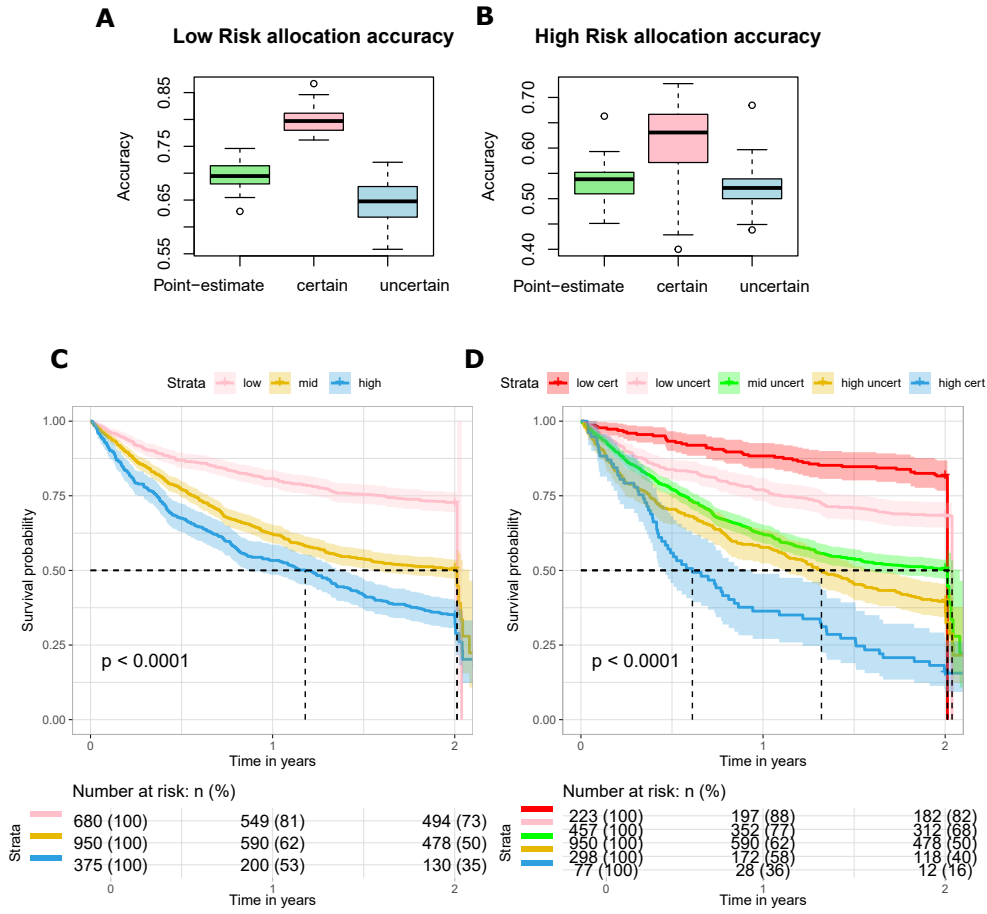 A
B
Low Risk allocation accuracy
High Risk allocation accuracy
Accuracy
0.55
0.65
0.75
0.85
Point−estimate certain uncertain
Accuracy
0.40
0.50
0.60
0.70
Point−estimate certain uncertain
C
Strata low mid high
Survival probability
1.00
0.75
0.50
0.25
0.00
p < 0.0001
0 1 2
Time in years
Number at risk: n (%)
Strata
680 (100) 549 (81) 494 (73)
950 (100) 590 (62) 478 (50)
375 (100) 200 (53) 130 (35)
0 1 2
Time in years
D
Strata low cert low uncert mid uncert high uncert high cert
Survival probability
1.00
0.75
0.50
0.25
0.00
p < 0.0001
0 1 2
Time in years
Number at risk: n (%)
Strata
223 (100) 197 (88) 182 (82)
457 (100) 352 (77) 312 (68)
950 (100) 590 (62) 478 (50)
298 (100) 172 (58) 118 (40)
77 (100) 28 (36) 12 (16)
0 1 2
Time in years